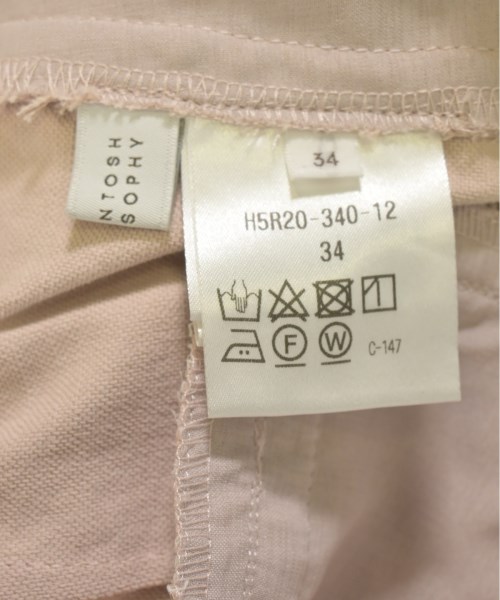 NTOSH
SOPHY
34
H5R20-340-12
34
F W C-147